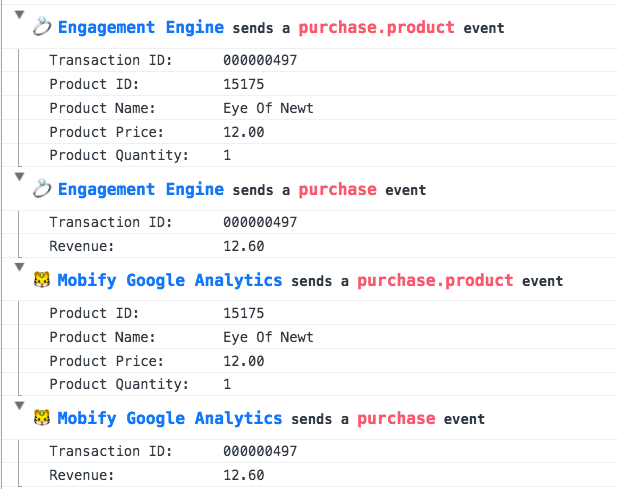 Engagement Engine sends a purchase.product event
Transaction ID: 000000497
Product ID: 15175
Product Name: Eye Of Newt
Product Price: 12.00
Product Quantity: 1
Engagement Engine sends a purchase event
Transaction ID: 000000497
Revenue: 12.60
Mobify Google Analytics sends a purchase.product event
Product ID: 15175
Product Name: Eye Of Newt
Product Price: 12.00
Product Quantity: 1
Mobify Google Analytics sends a purchase event
Transaction ID: 000000497
Revenue: 12.60